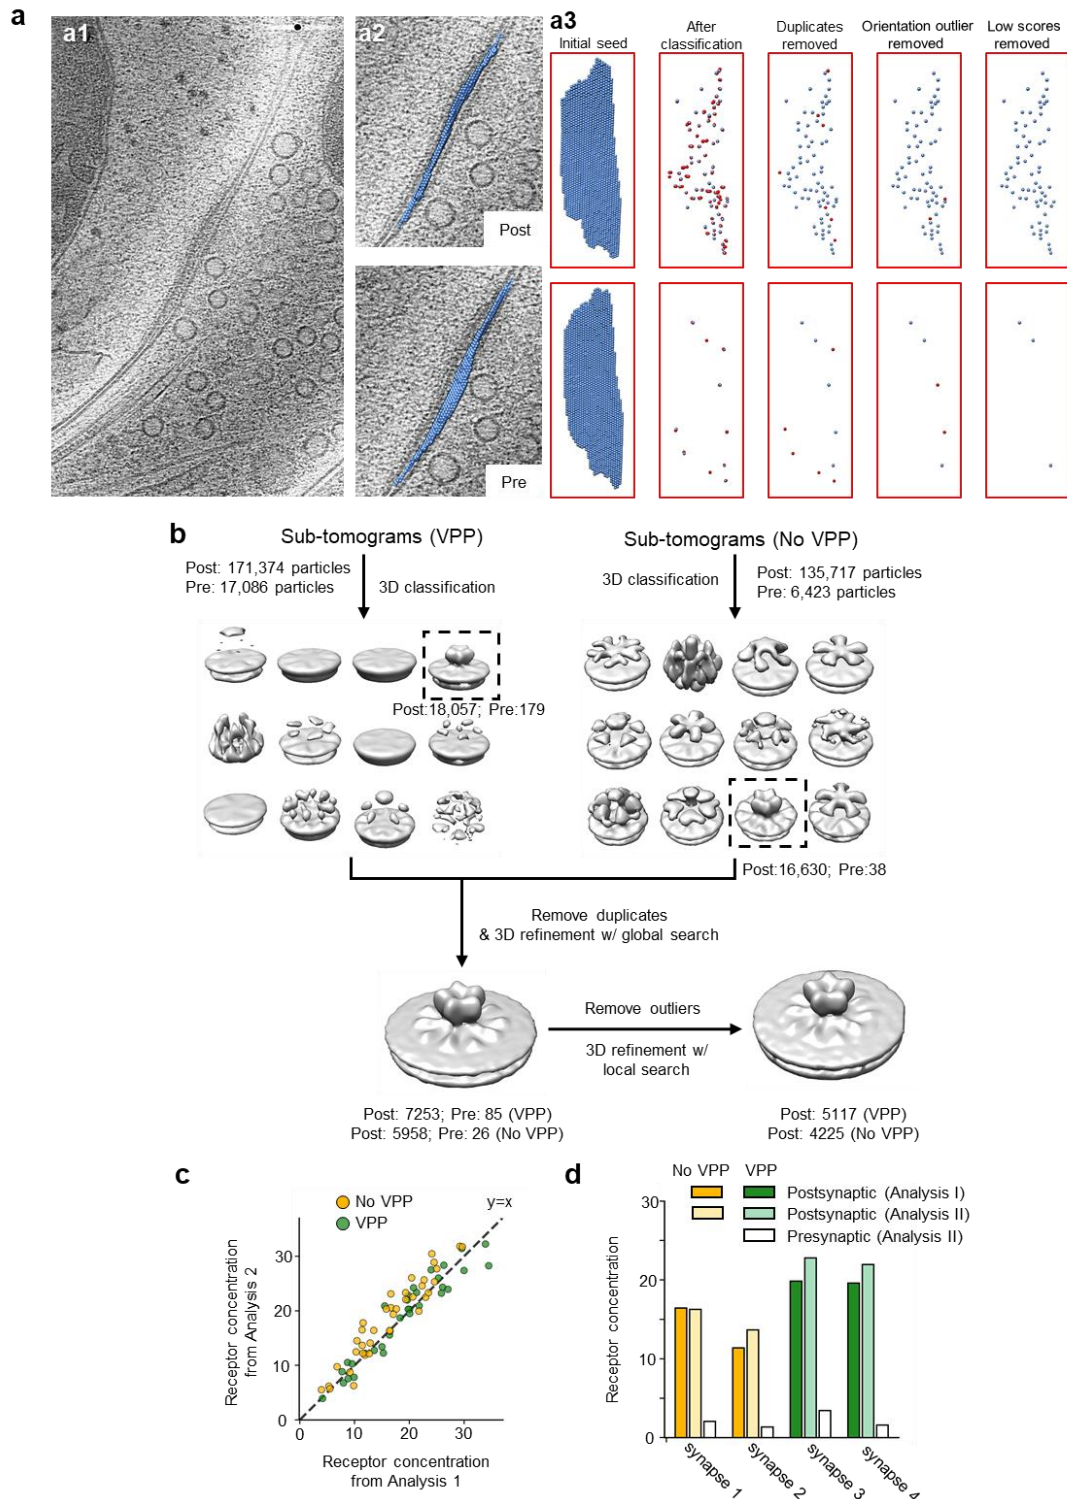 a
a1
a2
a3
Initial seed
After
classification
Duplicates
removed
Orientation outlier
removed
Low scores
removed
Post
Pre
b
Sub-tomograms (VPP)
Post: 171,374 particles
Pre: 17,086 particles
3D classification
Post:18,057; Pre:179
Sub-tomograms (No VPP)
3D classification
Post: 135,717 particles
Pre: 6,423 particles
Post:16,630; Pre:38
Remove duplicates
& 3D refinement w/ global search
Remove outliers
3D refinement w/
local search
Post: 7253; Pre: 85 (VPP)
Post: 5958; Pre: 26 (No VPP)
Post: 5117 (VPP)
Post: 4225 (No VPP)
c
No VPP
VPP
y=x
Receptor concentration
from Analysis 2
30
20
10
0
0
10
20
30
Receptor concentration
from Analysis 1
d
No VPP
VPP
Postsynaptic (Analysis I)
Postsynaptic (Analysis II)
Presynaptic (Analysis II)
Receptor concentration
30
20
10
0
synapse 1
synapse 2
synapse 3
synapse 4